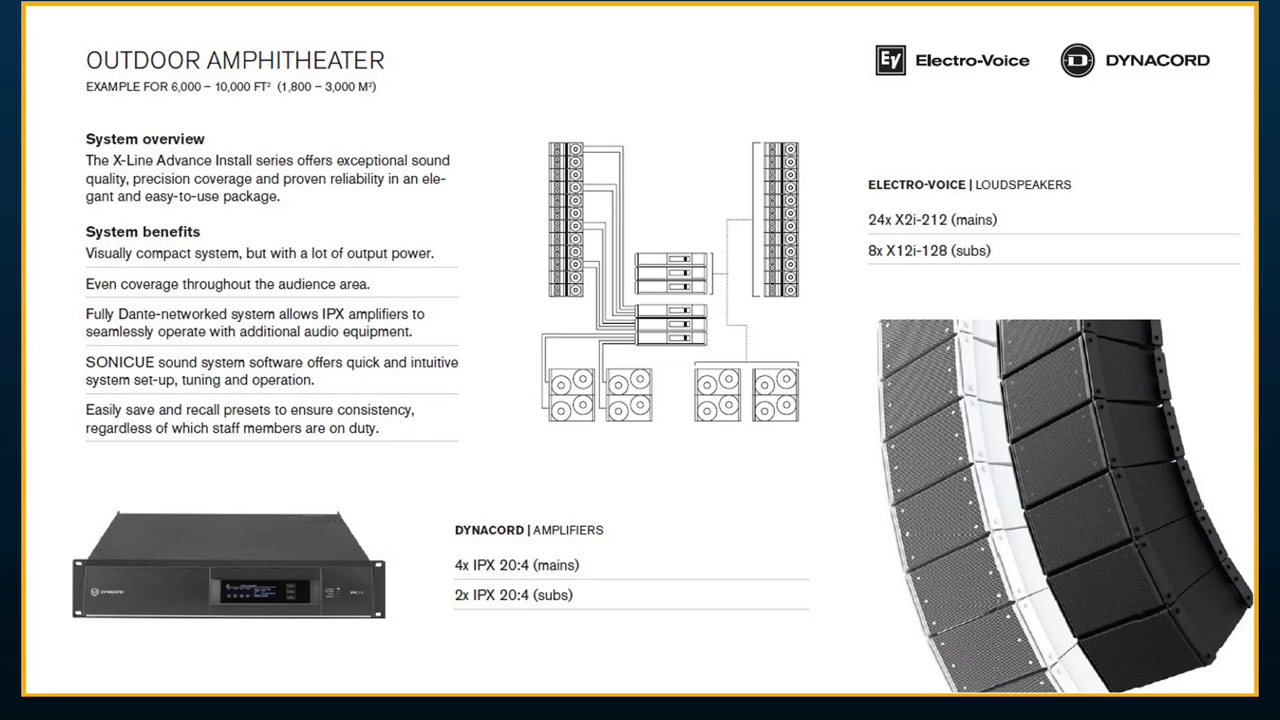 OUTDOOR AMPHITHEATER
EXAMPLE FOR 6,000 – 10,000 FT² (1,800 – 3,000 M²)
EV Electro-Voice
D DYNACORD
System overview
The X-Line Advance Install series offers exceptional sound
quality, precision coverage and proven reliability in an ele-
gant and easy-to-use package.
System benefits
Visually compact system, but with a lot of output power.
Even coverage throughout the audience area.
Fully Dante-networked system allows IPX amplifiers to
seamlessly operate with additional audio equipment.
SONICUE sound system software offers quick and intuitive
system set-up, tuning and operation.
Easily save and recall presets to ensure consistency,
regardless of which staff members are on duty.
ELECTRO-VOICE | LOUDSPEAKERS
24x X2i-212 (mains)
8x X12i-128 (subs)
DYNACORD
DYNACORD | AMPLIFIERS
4x IPX 20:4 (mains)
2x IPX 20:4 (subs)